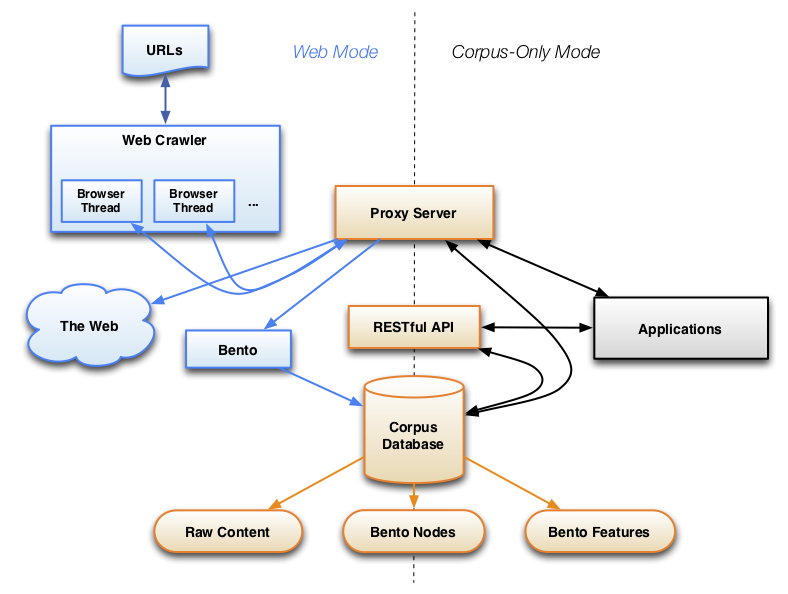 URLs
Web Mode
Corpus-Only Mode
Web Crawler
Browser
Thread
Browser
Thread
...
Proxy Server
The Web
RESTful API
Applications
Bento
Corpus
Database
Raw Content
Bento Nodes
Bento Features